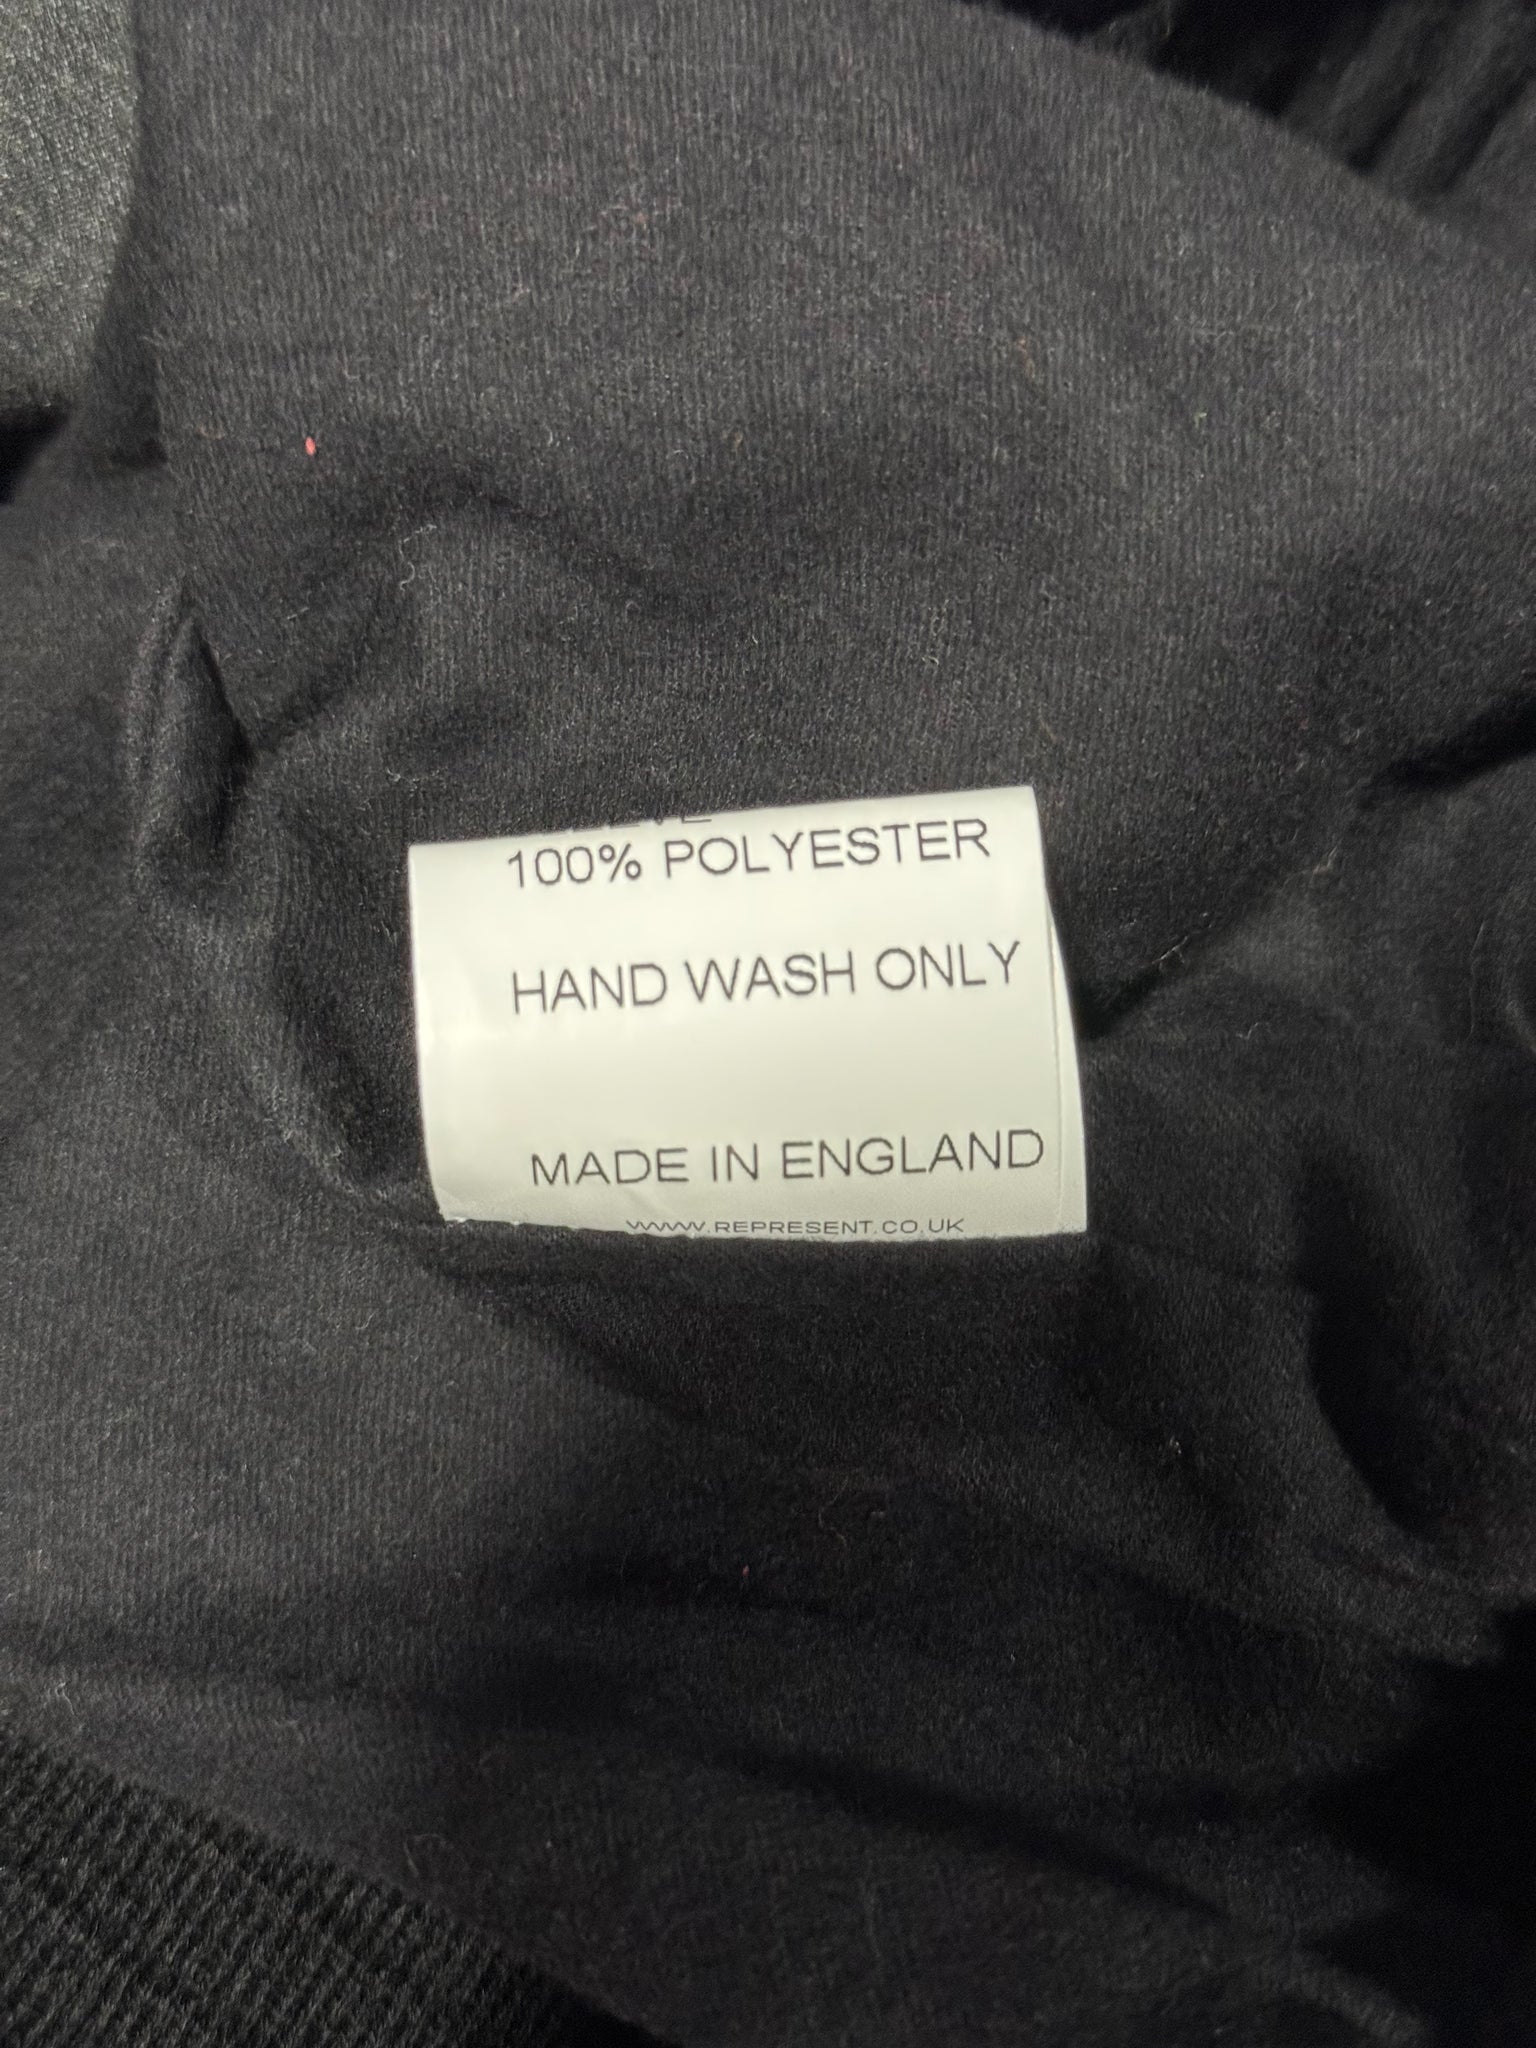 100% POLYESTER
HAND WASH ONLY
MADE IN ENGLAND
WWW.REPRESENT.CO.UK